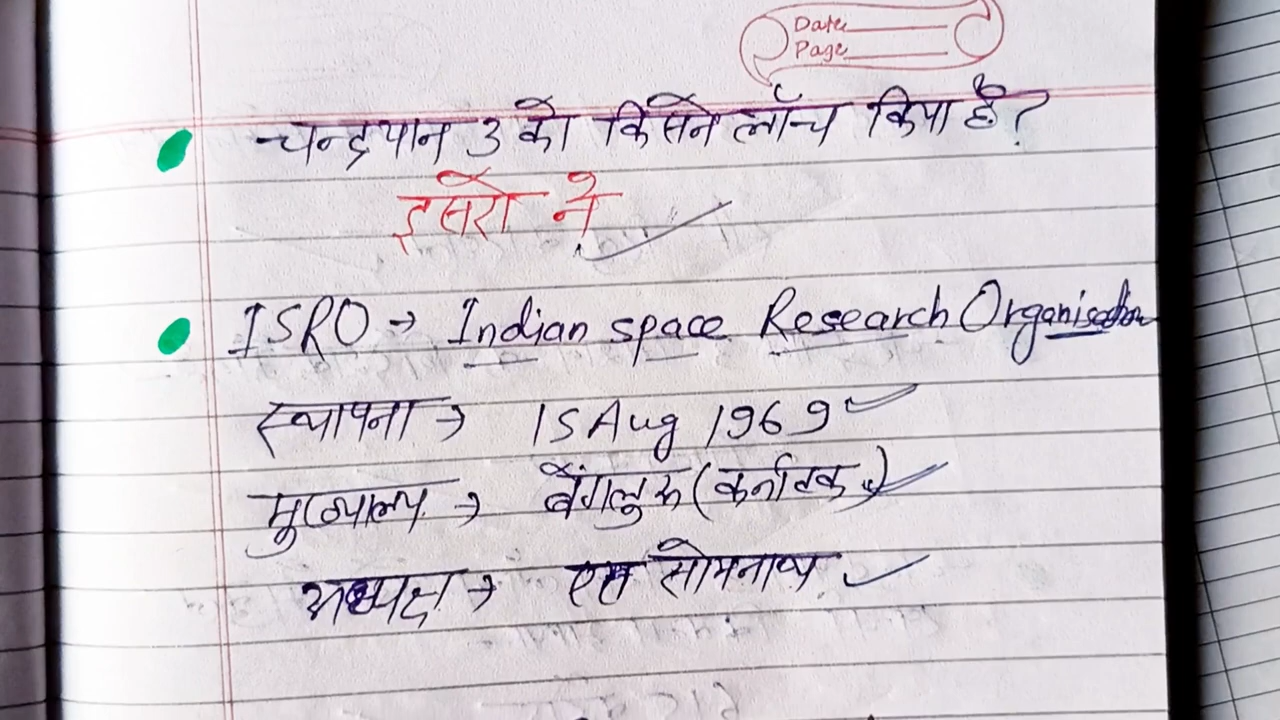 Date
Page
चन्द्रयान 3 को किसने लॉन्च किया है?
इसरो ने
ISRO → Indian space Research Organisation
स्थापना → 15 Aug 1969
मुख्यालय → बेंगलुरु (कर्नाटक)
अध्यक्ष → एस सोमनाथ